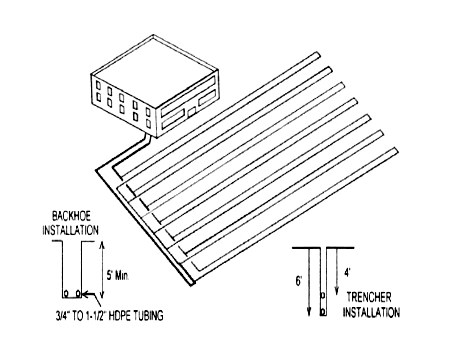 BACKHOE
INSTALLATION
5' Min.
3/4" TO 1-1/2" HDPE TUBING
6'
4'
TRENCHER
INSTALLATION